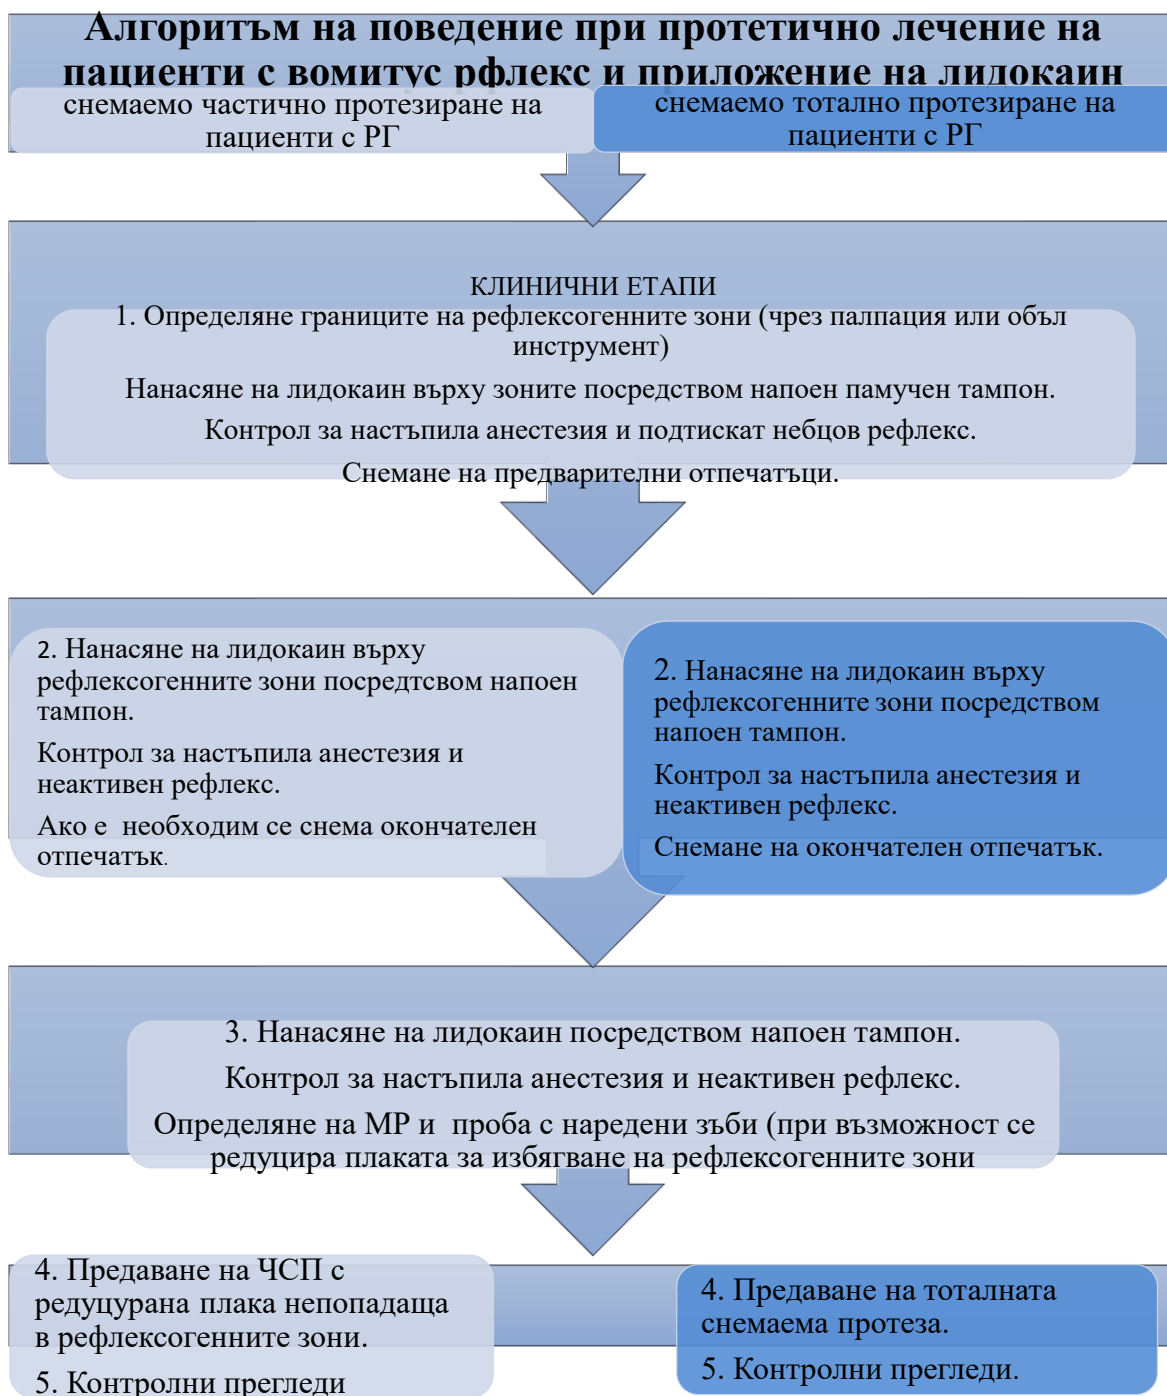 Алгоритъм на поведение при протетично лечение на
пациенти с вомитус рфлекс и приложение на лидокаин
снемаемо частично протезиране на
пациенти с РГ
снемаемо тотално протезиране на
пациенти с РГ
КЛИНИЧНИ ЕТАПИ
1. Определяне границите на рефлексогенните зони (чрез палпация или объл
инструмент)
Нанасяне на лидокаин върху зоните посредством напоен памучен тампон.
Контрол за настъпила анестезия и подтискат небцов рефлекс.
Снемане на предварителни отпечатъци.
2. Нанасяне на лидокаин върху
рефлексогенните зони посредтсвом напоен
тампон.
Контрол за настъпила анестезия и
неактивен рефлекс.
Ако е  необходим се снема окончателен
отпечатък.
2. Нанасяне на лидокаин върху
рефлексогенните зони посредством
напоен тампон.
Контрол за настъпила анестезия и
неактивен рефлекс.
Снемане на окончателен отпечатък.
3. Нанасяне на лидокаин посредством напоен тампон.
Контрол за настъпила анестезия и неактивен рефлекс.
Определяне на МР и  проба с наредени зъби (при възможност се
редуцира плаката за избягване на рефлексогенните зони
4. Предаване на ЧСП с
редуцурана плака непопадаща
в рефлексогенните зони.
5. Контролни прегледи
4. Предаване на тоталната
снемаема протеза.
5. Контролни прегледи.